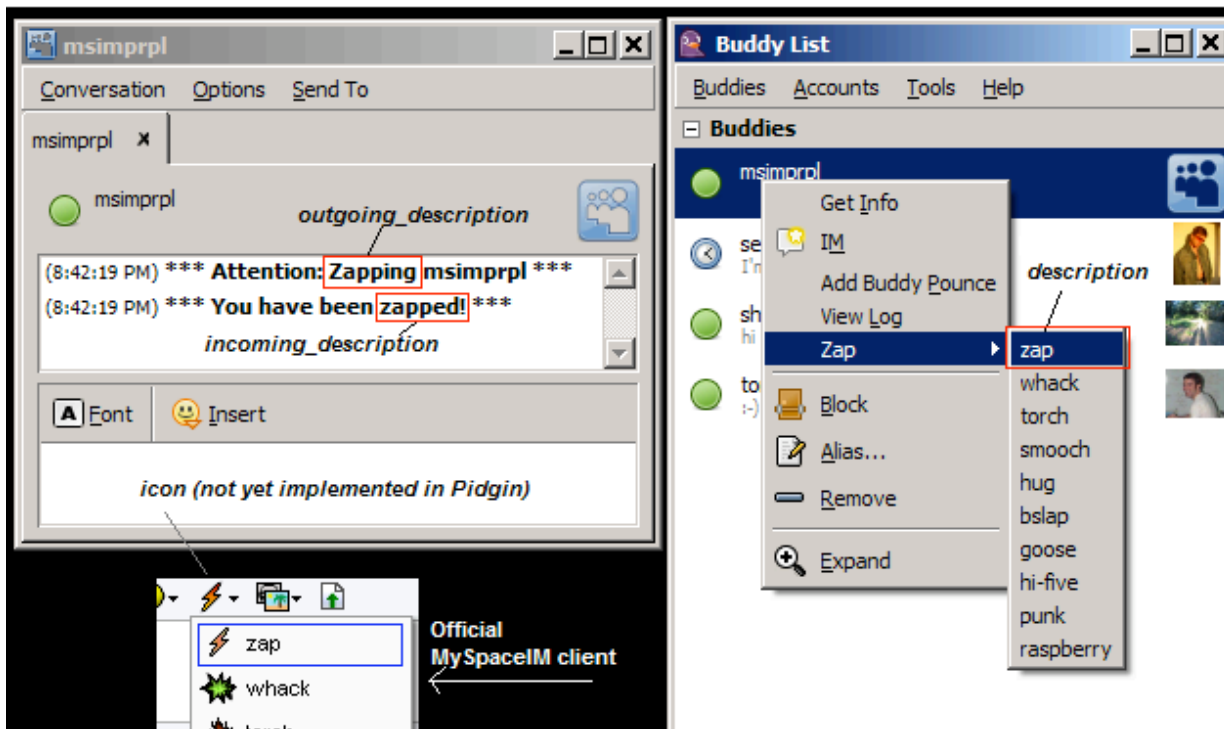 msimprpl
Conversation Options Send To
msimprpl x
msimprpl
outgoing_description
(8:42:19 PM) *** Attention: Zapping msimprpl ***
(8:42:19 PM) *** You have been zapped! ***
incoming_description
A Font Insert
icon (not yet implemented in Pidgin)
zap
whack
Official
MySpaceIM client
Buddy List
Buddies Accounts Tools Help
Buddies
msimprpl
se
I'm
sh
hi
to
:-)
Get Info
IM
Add Buddy Pounce
View Log
Zap
Block
Alias...
Remove
Expand
description
zap
whack
torch
smooch
hug
bslap
goose
hi-five
punk
raspberry